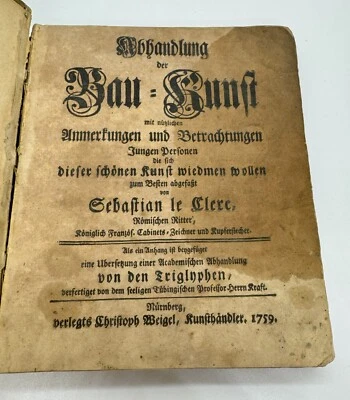 Abhandlung
der
Bau-Kunst
mit nützlichen
Anmerkungen und Betrachtungen
Jungen Personen
die sich
dieser schönen Kunst wiedmen wollen
zum Besten abgefaßt
von
Sebastian le Clerc,
Römischen Ritter,
Königlich Französ. Cabinets-Zeichner und Kupferstecher.
Als ein Anhang ist beygefüget
eine Ubersetzung einer Academischen Abhandlung
von den Triglyphen,
verfertiget von dem seeligen Tübingischen Professor Herrn Kraft.
Nürnberg,
verlegts Christoph Weigel, Kunsthändler. 1759.